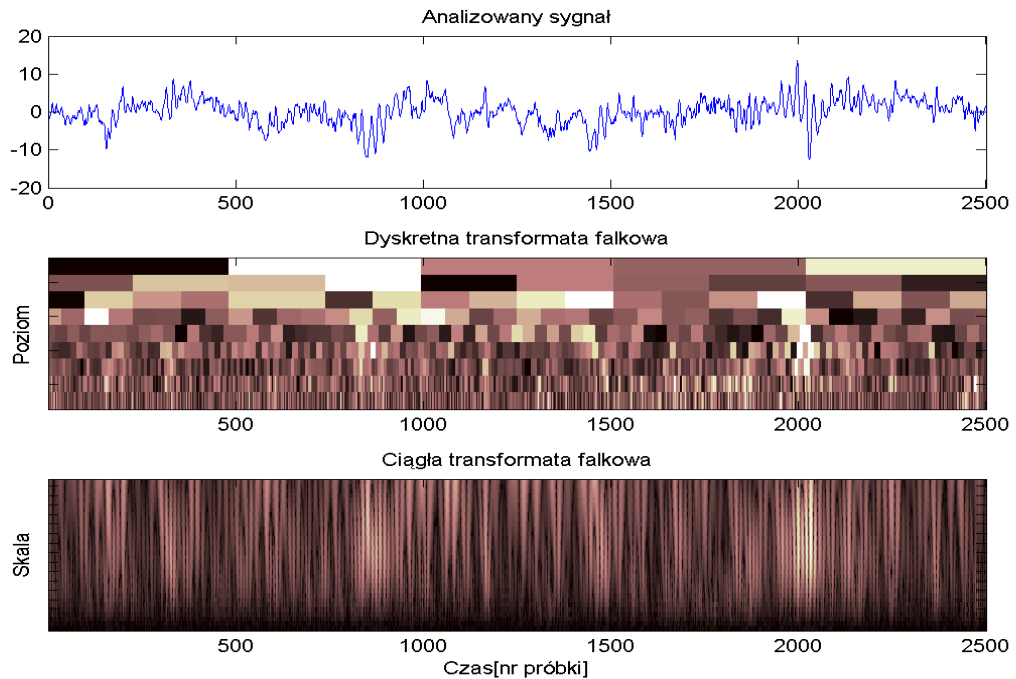 Analizowany sygnał
20
10
0
-10
-20
0 500 1000 1500 2000 2500
Dyskretna transformata falkowa
Poziom
500 1000 1500 2000 2500
Ciągła transformata falkowa
Skala
500 1000 1500 2000 2500
Czas[nr próbki]